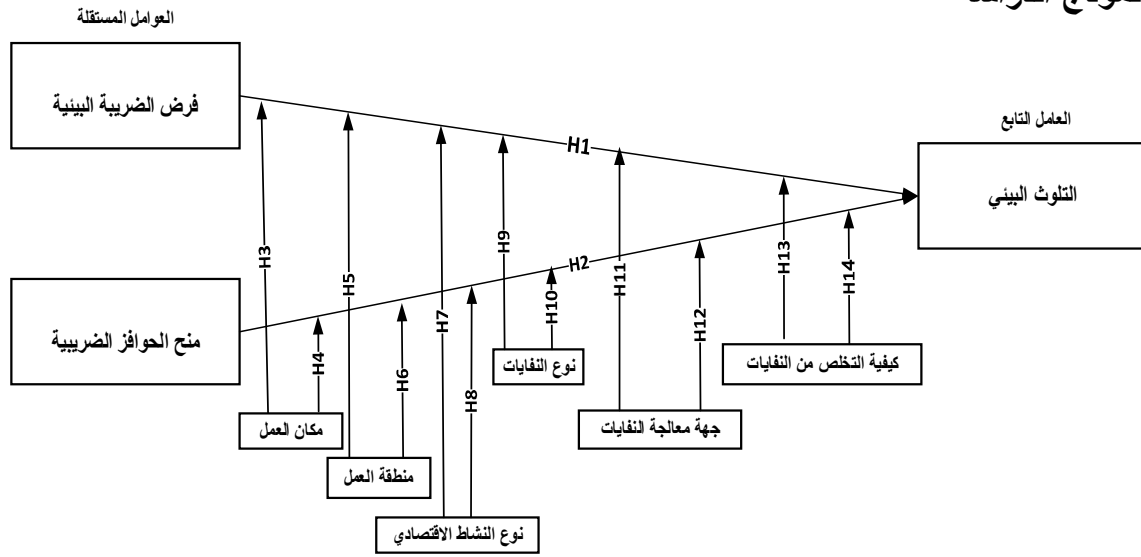 العوامل المستقلة
فرض الضريبة البيئية
العامل التابع
H1
التلوث البيئي
H3
H5
H7
H9
H11
H13
H14
H2
H10
H12
منح الحوافز الضريبية
H4
H6
H8
نوع النفايات
كيفية التخلص من النفايات
مكان العمل
جهة معالجة النفايات
منطقة العمل
نوع النشاط الاقتصادي